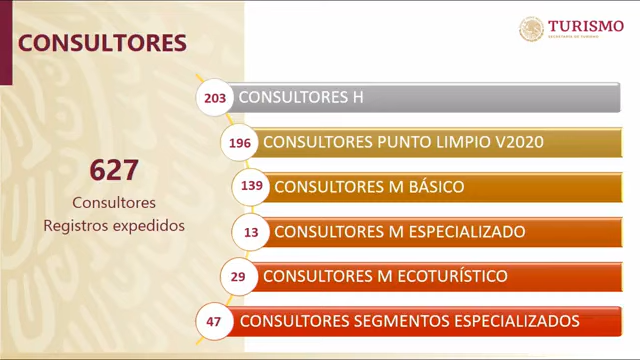 CONSULTORES
TURISMO
SECRETARÍA DE TURISMO
203 CONSULTORES H
196 CONSULTORES PUNTO LIMPIO V2020
139 CONSULTORES M BÁSICO
13 CONSULTORES M ESPECIALIZADO
29 CONSULTORES M ECOTURÍSTICO
47 CONSULTORES SEGMENTOS ESPECIALIZADOS
627
Consultores
Registros expedidos